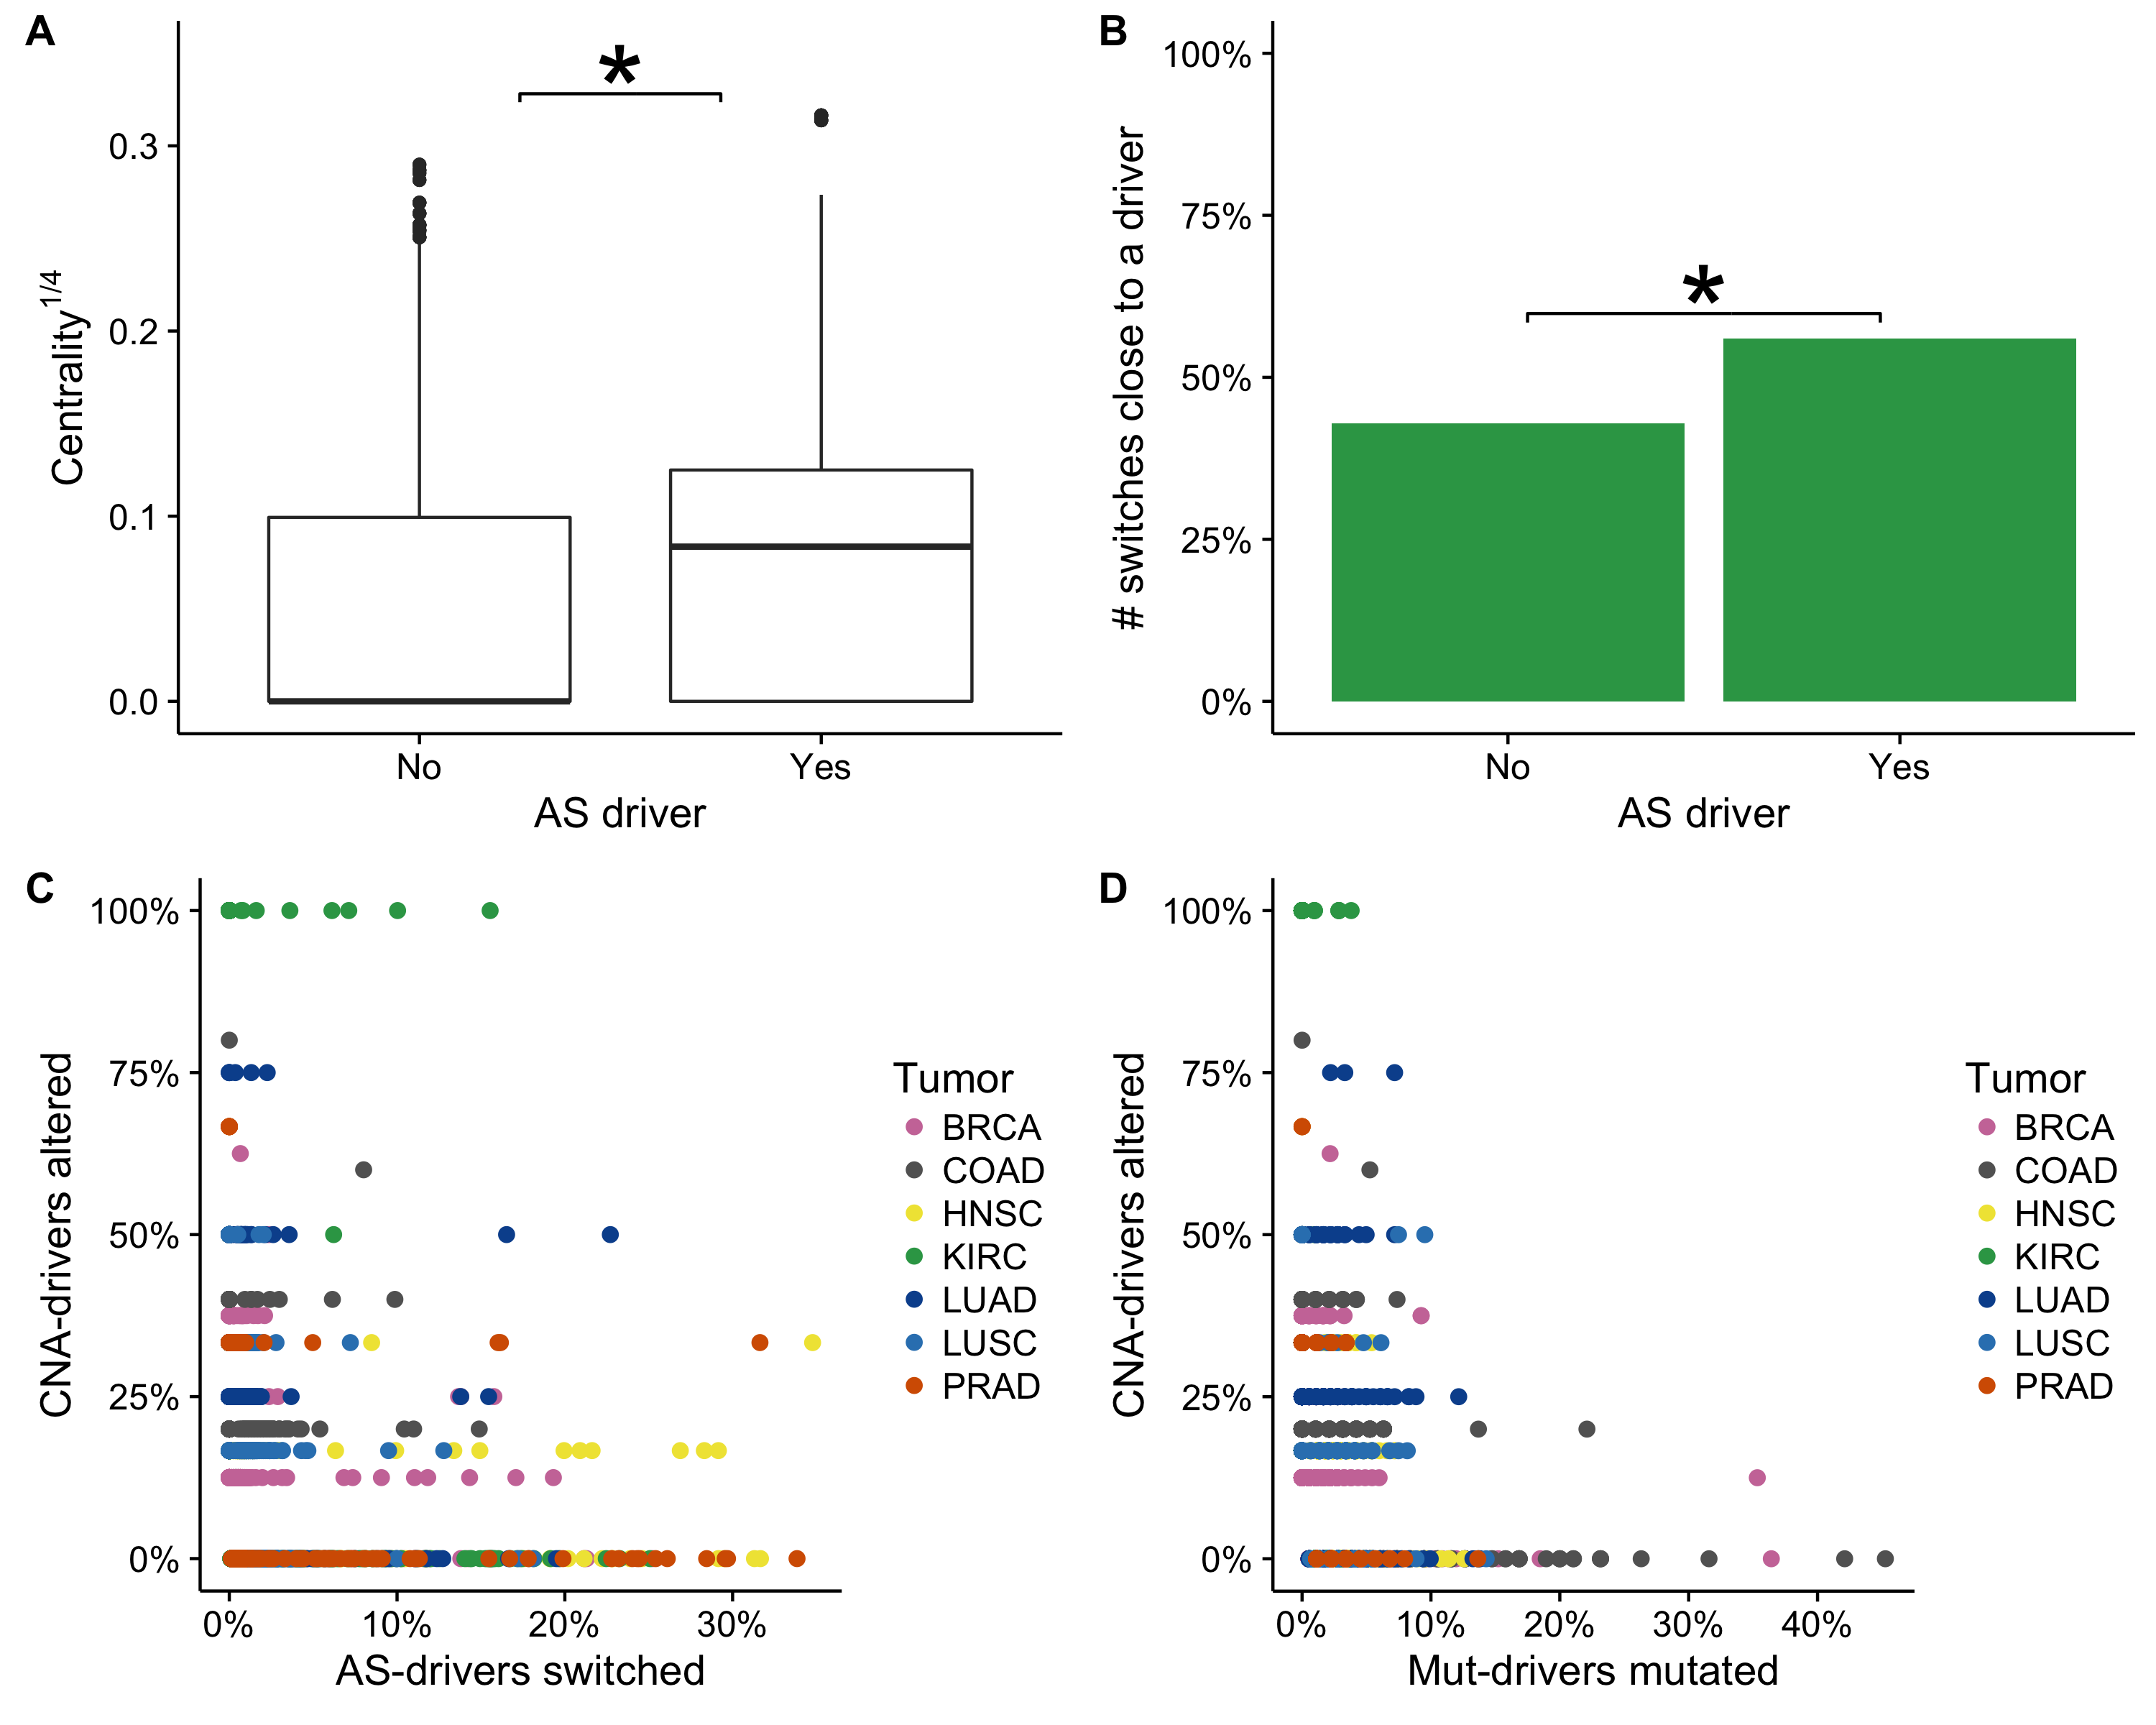 A
*
Centrality1/4
0.3
0.2
0.1
0.0
No
Yes
AS driver
B
*
# switches close to a driver
100%
75%
50%
25%
0%
No
Yes
AS driver
C
CNA-drivers altered
100%
75%
50%
25%
0%
0%
10%
20%
30%
AS-drivers switched
Tumor
BRCA
COAD
HNSC
KIRC
LUAD
LUSC
PRAD
D
CNA-drivers altered
100%
75%
50%
25%
0%
0%
10%
20%
30%
40%
Mut-drivers mutated
Tumor
BRCA
COAD
HNSC
KIRC
LUAD
LUSC
PRAD